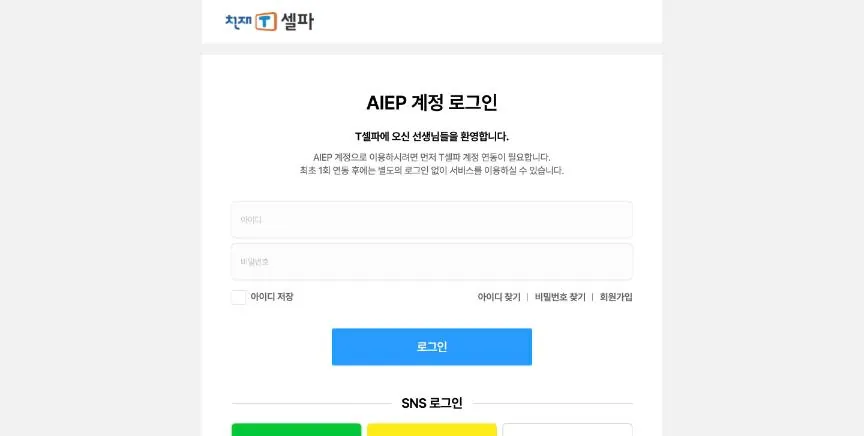 천재 T 셀파
AIEP 계정 로그인
T셀파에 오신 선생님들을 환영합니다.
AIEP 계정으로 이용하시려면 먼저 T셀파 계정 연동이 필요합니다.
최초 1회 연동 후에는 별도의 로그인 없이 서비스를 이용하실 수 있습니다.
아이디
비밀번호
아이디 저장
아이디 찾기 | 비밀번호 찾기 | 회원가입
로그인
SNS 로그인